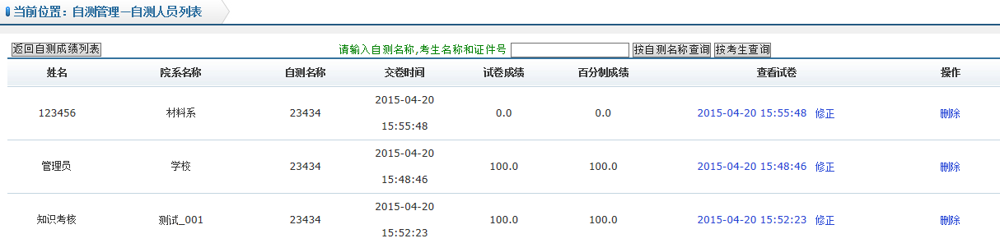 当前位置：自测管理—自测人员列表
返回自测成绩列表 请输入自测名称,考生名称和证件号 按自测名称查询 按考生查询
姓名 院系名称 自测名称 交卷时间 试卷成绩 百分制成绩 查看试卷 操作
123456 材料系 23434 2015-04-20 15:55:48 0.0 0.0 2015-04-20 15:55:48 修正 删除
管理员 学校 23434 2015-04-20 15:48:46 100.0 100.0 2015-04-20 15:48:46 修正 删除
知识考核 测试_001 23434 2015-04-20 15:52:23 100.0 100.0 2015-04-20 15:52:23 修正 删除